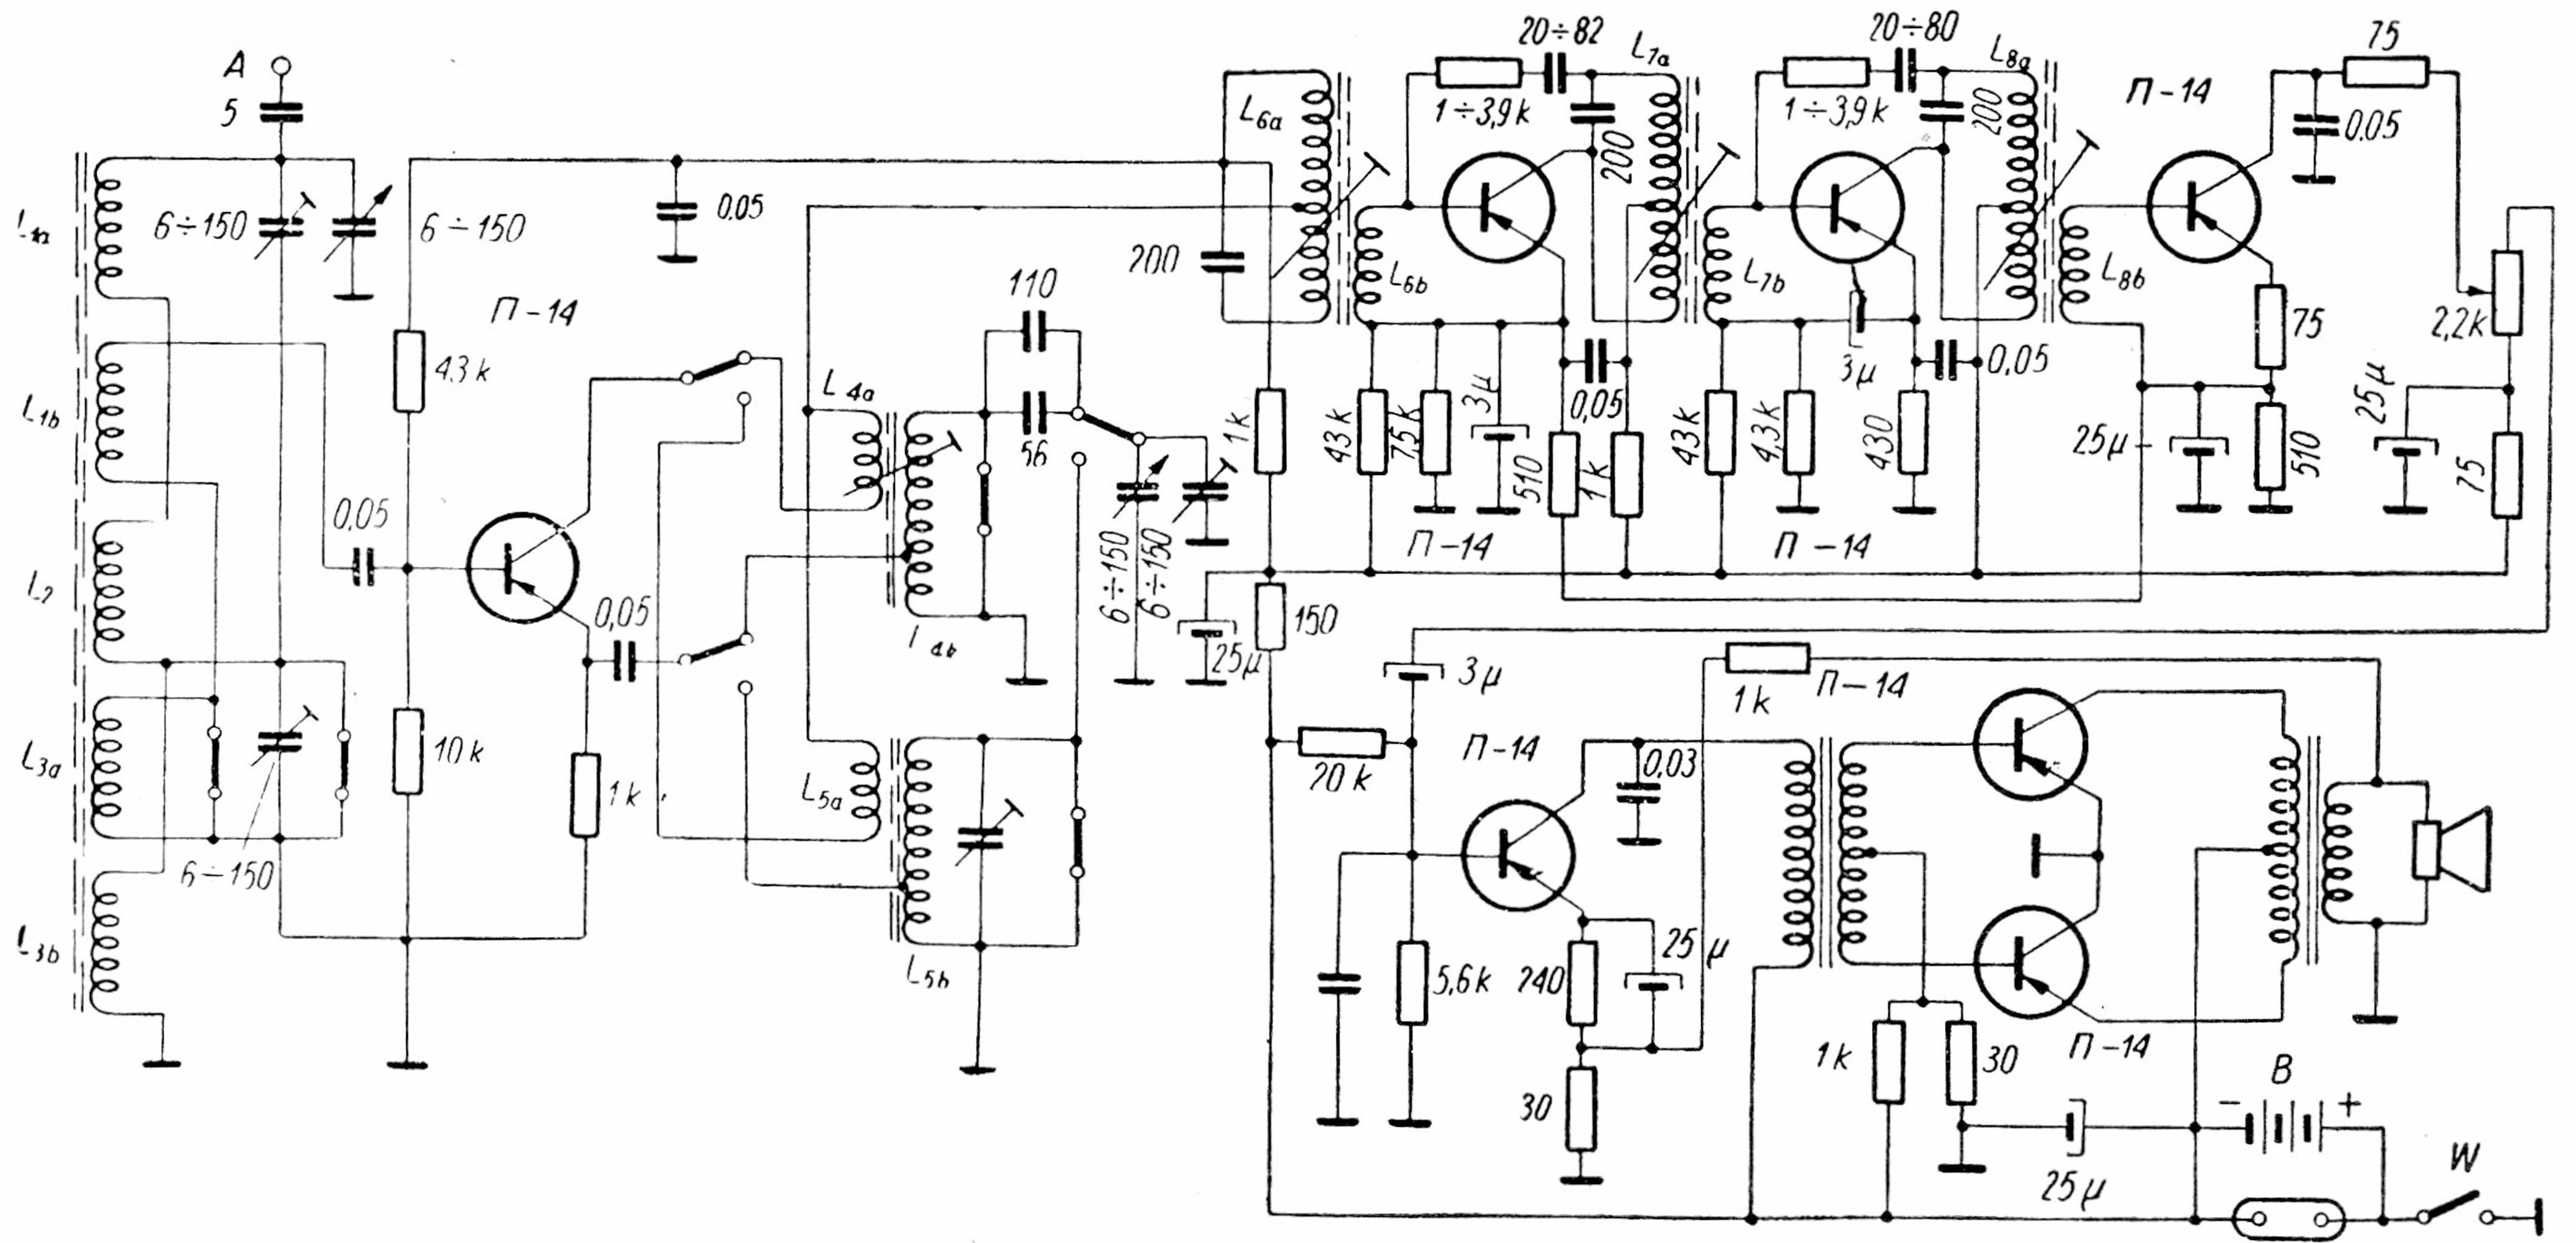 A
5
L1a
6÷150
6÷150
0,05
П-14
4,3k
L1b
0,05
L2
0,05
10k
1k
L3a
6÷150
L3b
L4a
110
56
L4b
6÷150
6÷150
25μ
L5a
L5b
200
L6a
L6b
20÷82
1÷3,9k
200
L7a
L7b
20÷80
1÷3,9k
200
L8a
L8b
П-14
75
0,05
75
2,2k
1k
43k
7,5k
3μ
510
0,05
1k
43k
4,3k
3μ
430
0,05
25μ
510
25μ
75
П-14
П-14
150
3μ
1k
П-14
20k
П-14
0,03
5,6k
240
25μ
30
1k
30
П-14
25μ
B
- +
W